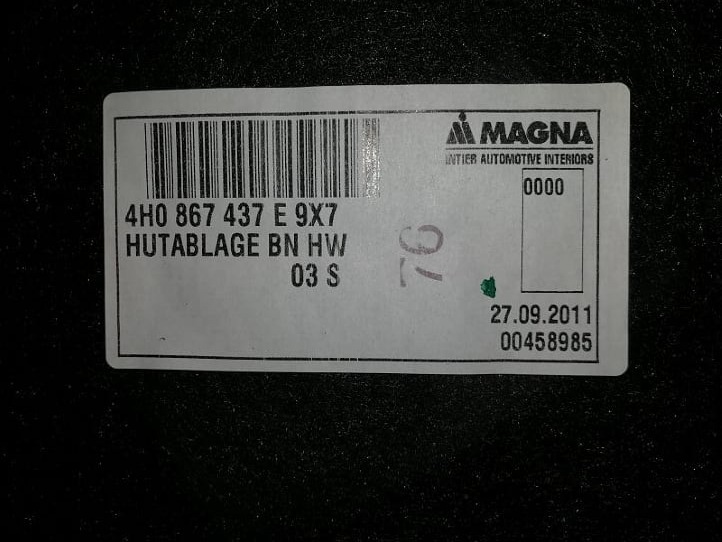 MAGNA
INTIER AUTOMOTIVE INTERIORS
0000
4H0 867 437 E 9X7
HUTABLAGE BN HW
03 S
76
27.09.2011
00458985